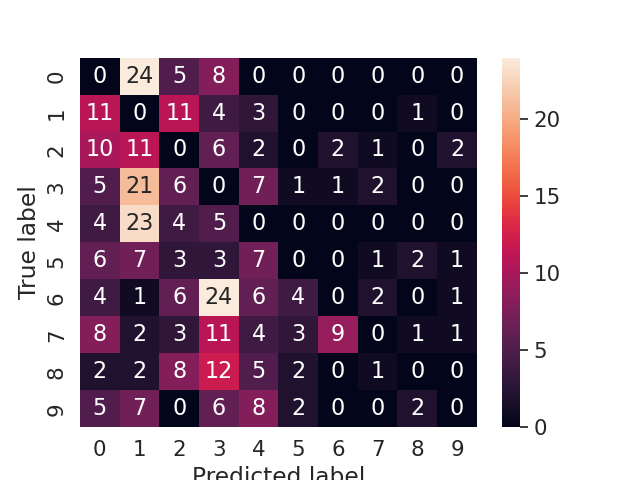 0 0 24 5 8 0 0 0 0 0 0
1 11 0 11 4 3 0 0 0 1 0
2 10 11 0 6 2 0 2 1 0 2
3 5 21 6 0 7 1 1 2 0 0
4 4 23 4 5 0 0 0 0 0 0
5 6 7 3 3 7 0 0 1 2 1
6 4 1 6 24 6 4 0 2 0 1
7 8 2 3 11 4 3 9 0 1 1
8 2 2 8 12 5 2 0 1 0 0
9 5 7 0 6 8 2 0 0 2 0
0 1 2 3 4 5 6 7 8 9
Predicted label
True label
20
15
10
5
0